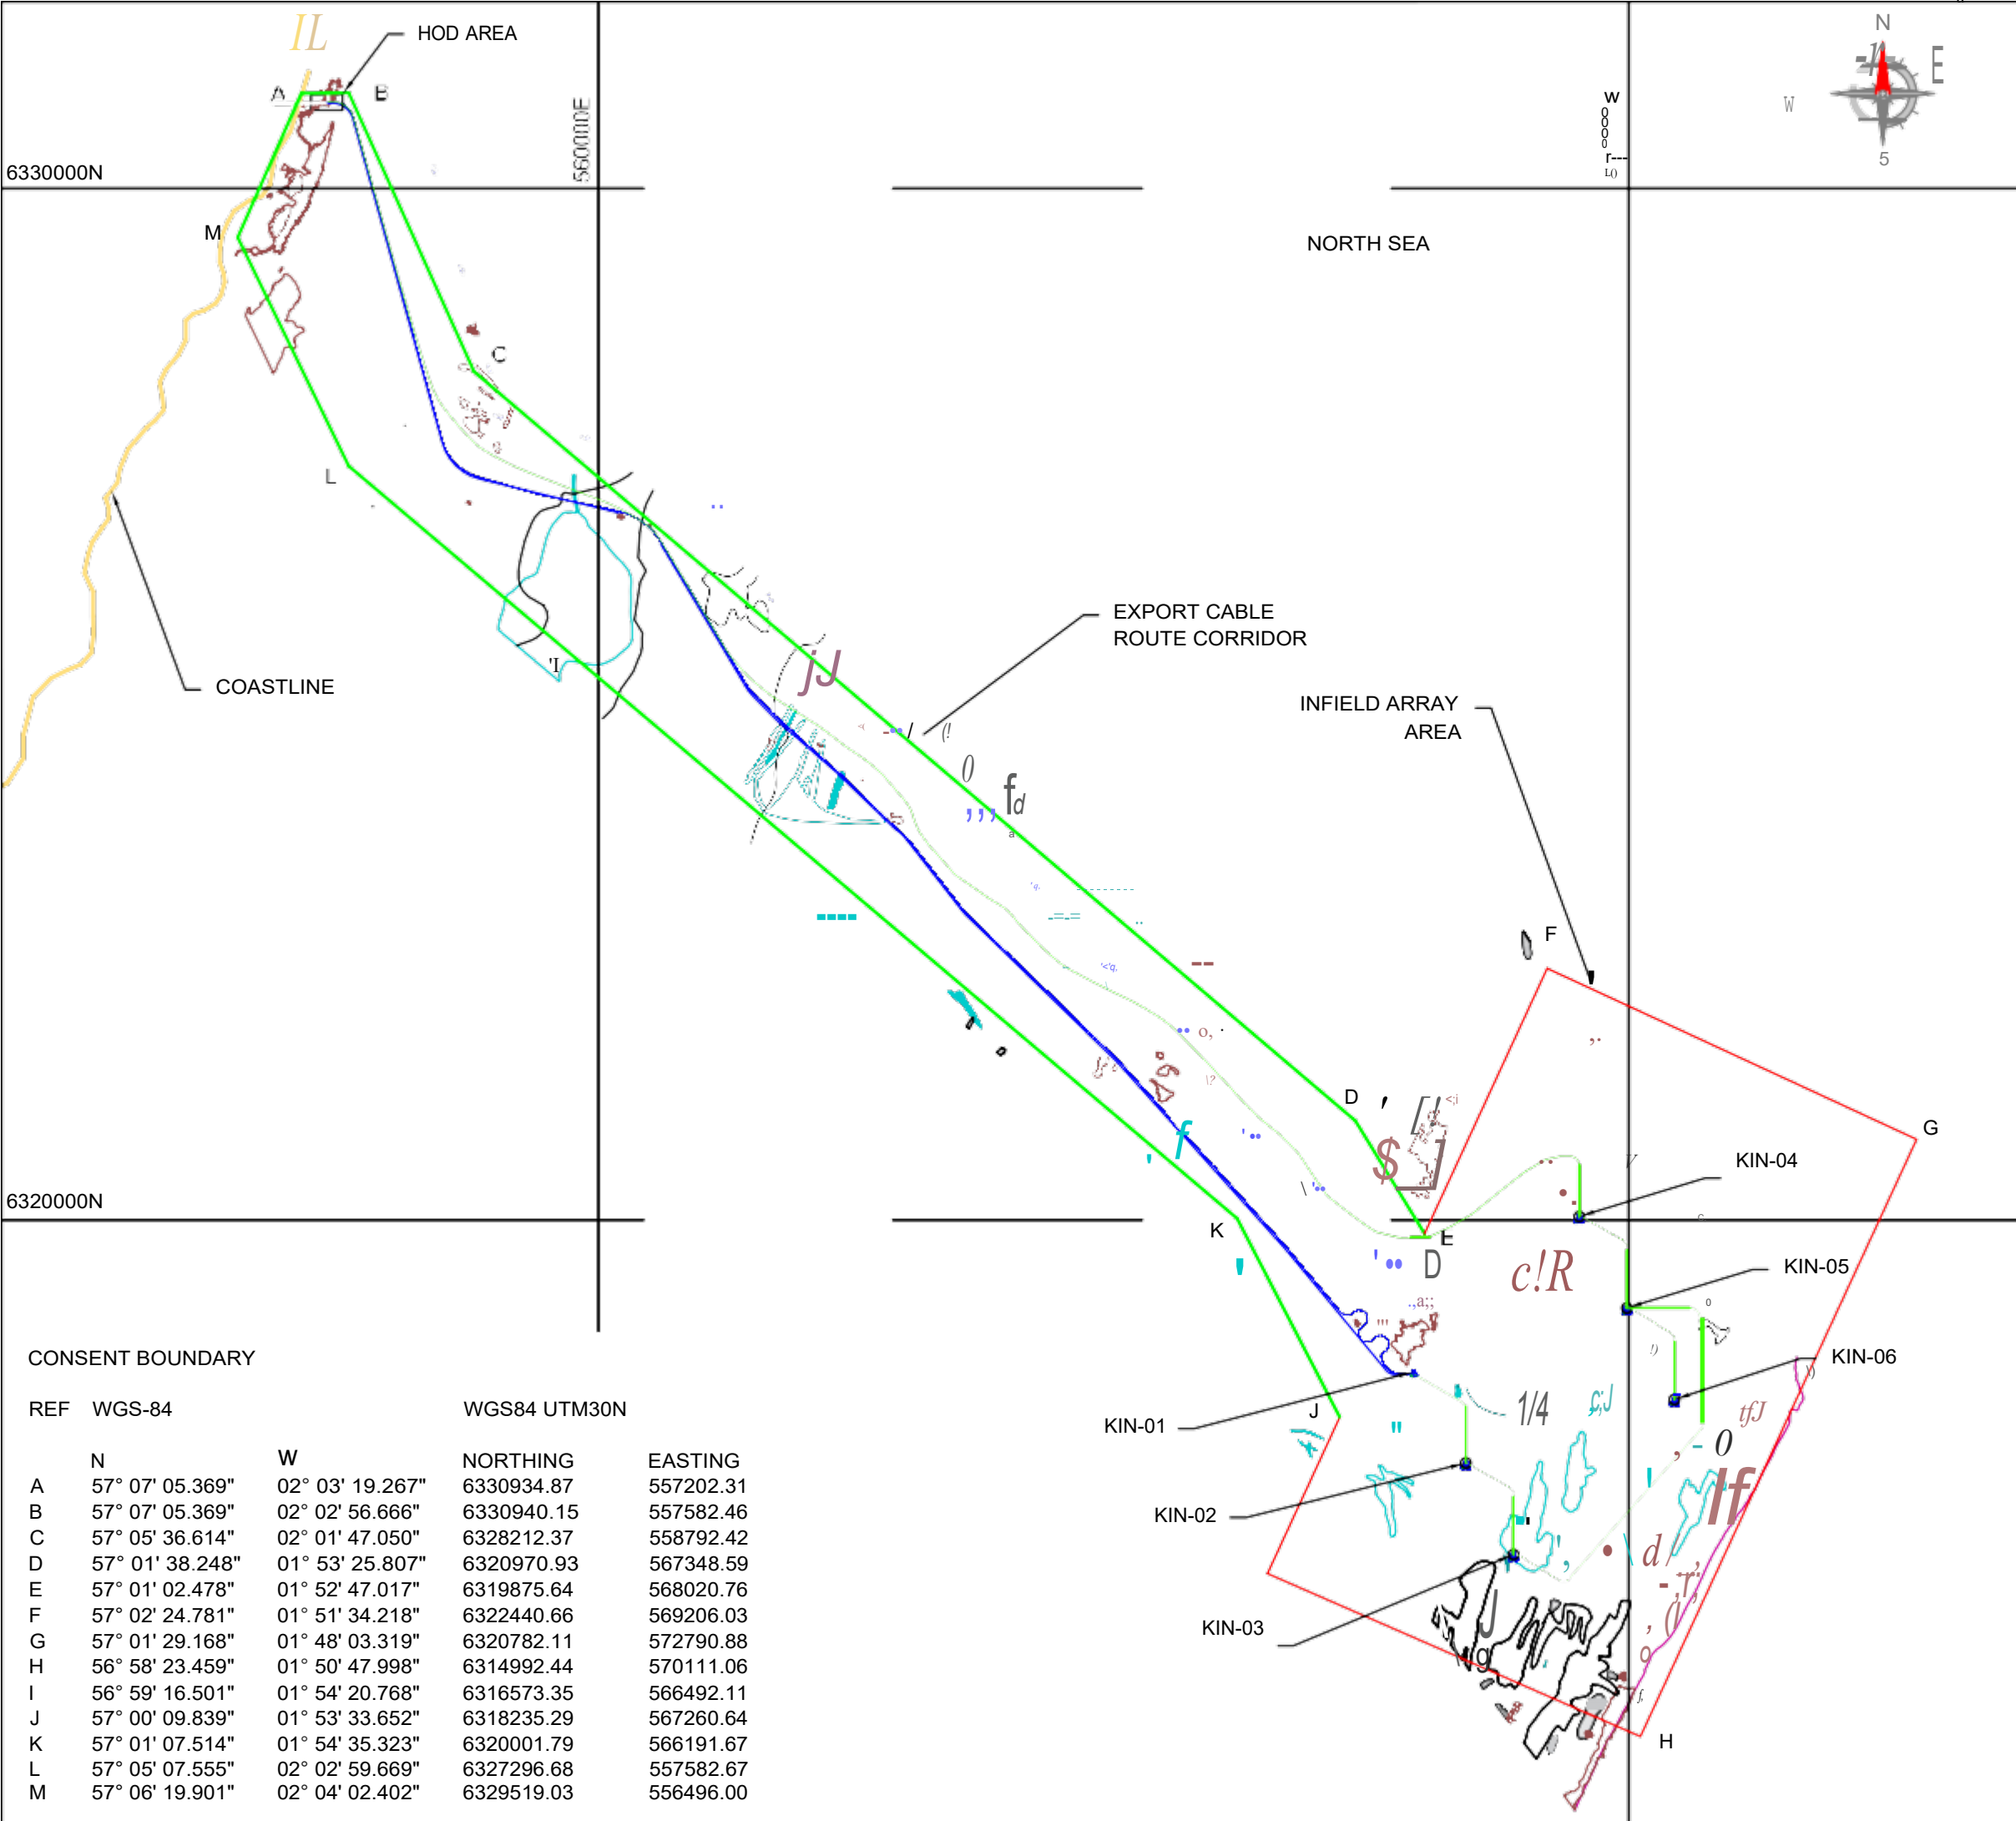 HOD AREA
A
B
N
E
W
W
5
560000E
6330000N
M
NORTH SEA
C
L
EXPORT CABLE
ROUTE CORRIDOR
COASTLINE
INFIELD ARRAY
AREA
F
D
G
KIN-04
6320000N
K
E
D
KIN-05
KIN-06
J
KIN-01
1/4
KIN-02
KIN-03
H
CONSENT BOUNDARY
REF WGS-84 WGS84 UTM30N
N W NORTHING EASTING
A 57° 07' 05.369" 02° 03' 19.267" 6330934.87 557202.31
B 57° 07' 05.369" 02° 02' 56.666" 6330940.15 557582.46
C 57° 05' 36.614" 02° 01' 47.050" 6328212.37 558792.42
D 57° 01' 38.248" 01° 53' 25.807" 6320970.93 567348.59
E 57° 01' 02.478" 01° 52' 47.017" 6319875.64 568020.76
F 57° 02' 24.781" 01° 51' 34.218" 6322440.66 569206.03
G 57° 01' 29.168" 01° 48' 03.319" 6320782.11 572790.88
H 56° 58' 23.459" 01° 50' 47.998" 6314992.44 570111.06
I 56° 59' 16.501" 01° 54' 20.768" 6316573.35 566492.11
J 57° 00' 09.839" 01° 53' 33.652" 6318235.29 567260.64
K 57° 01' 07.514" 01° 54' 35.323" 6320001.79 566191.67
L 57° 05' 07.555" 02° 02' 59.669" 6327296.68 557582.67
M 57° 06' 19.901" 02° 04' 02.402" 6329519.03 556496.00